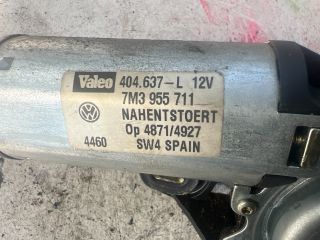 Valeo 404.637-L 12V
7M3 955 711
NAHENTSTOERT
Op 4871/4927
4460 SW4 SPAIN